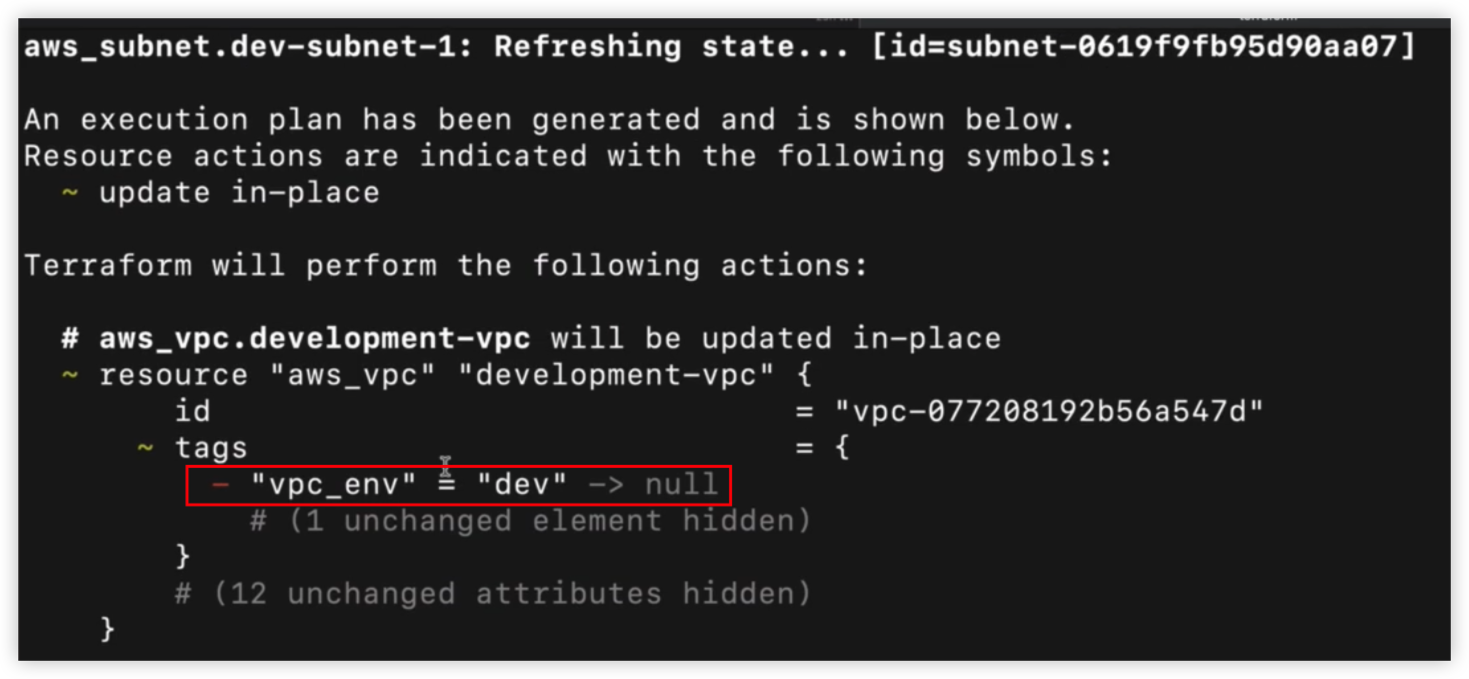 aws_subnet.dev-subnet-1: Refreshing state... [id=subnet-0619f9fb95d90aa07]
An execution plan has been generated and is shown below.
Resource actions are indicated with the following symbols:
~ update in-place
Terraform will perform the following actions:
# aws_vpc.development-vpc will be updated in-place
~ resource "aws_vpc" "development-vpc" {
id = "vpc-077208192b56a547d"
~ tags = {
- "vpc_env" = "dev" -> null
# (1 unchanged element hidden)
}
# (12 unchanged attributes hidden)
}